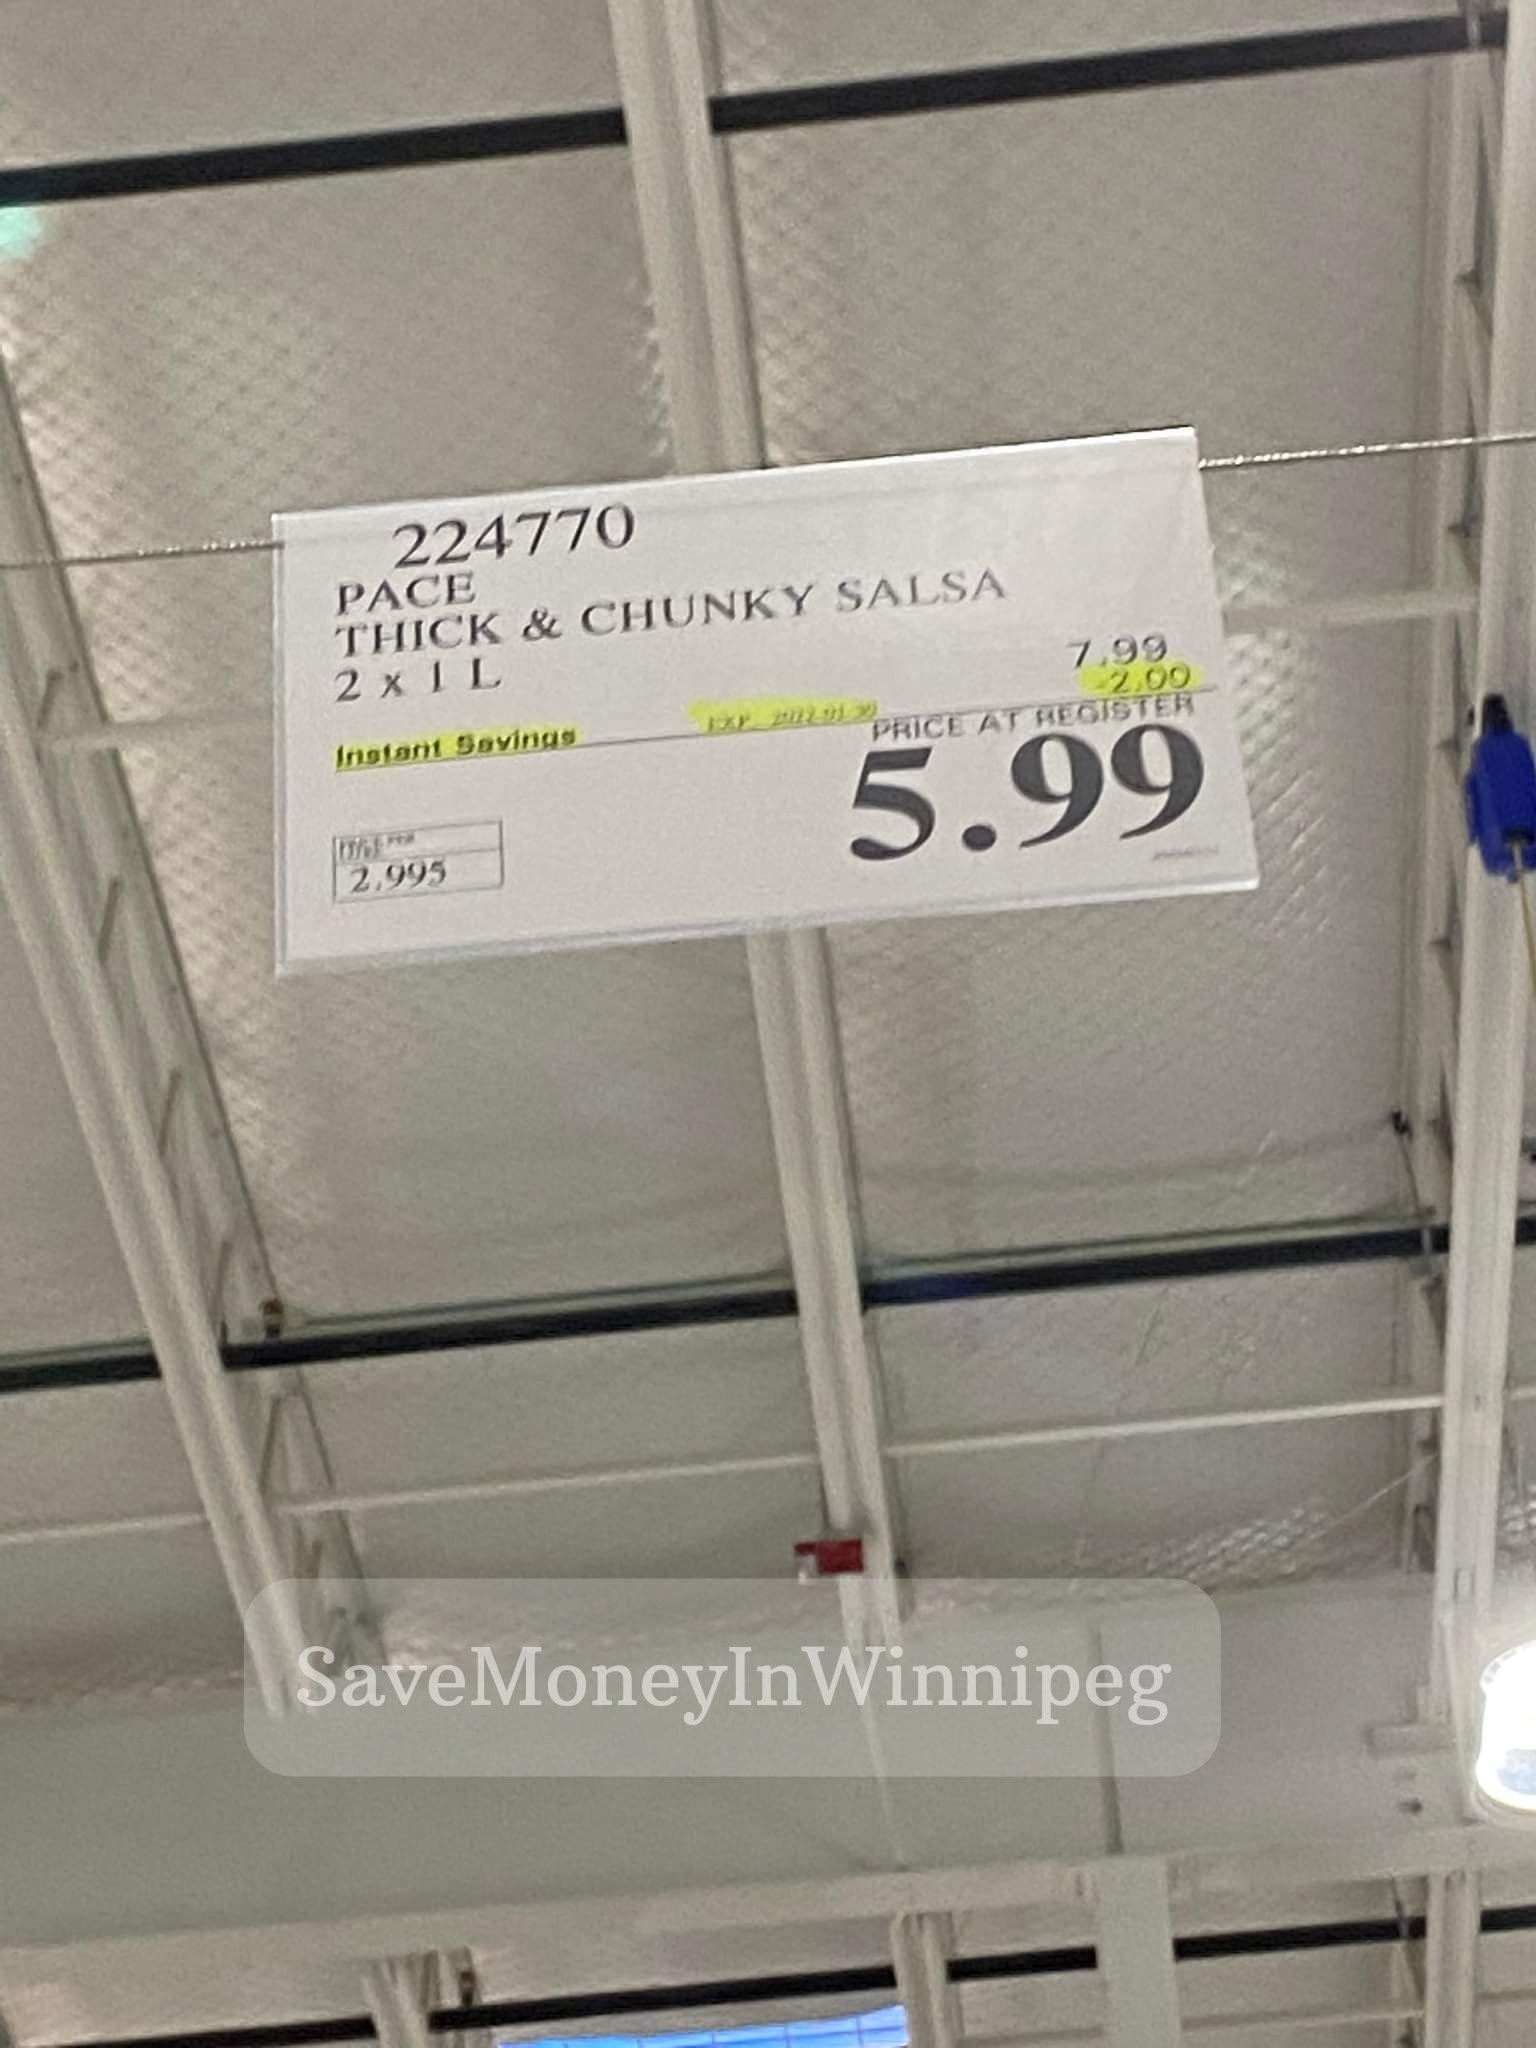 224770
PACE
THICK & CHUNKY SALSA
2 x 1 L
7.99
-2.00
Instant Savings
EXP.
PRICE AT REGISTER
5.99
2.995
SaveMoneyInWinnipeg